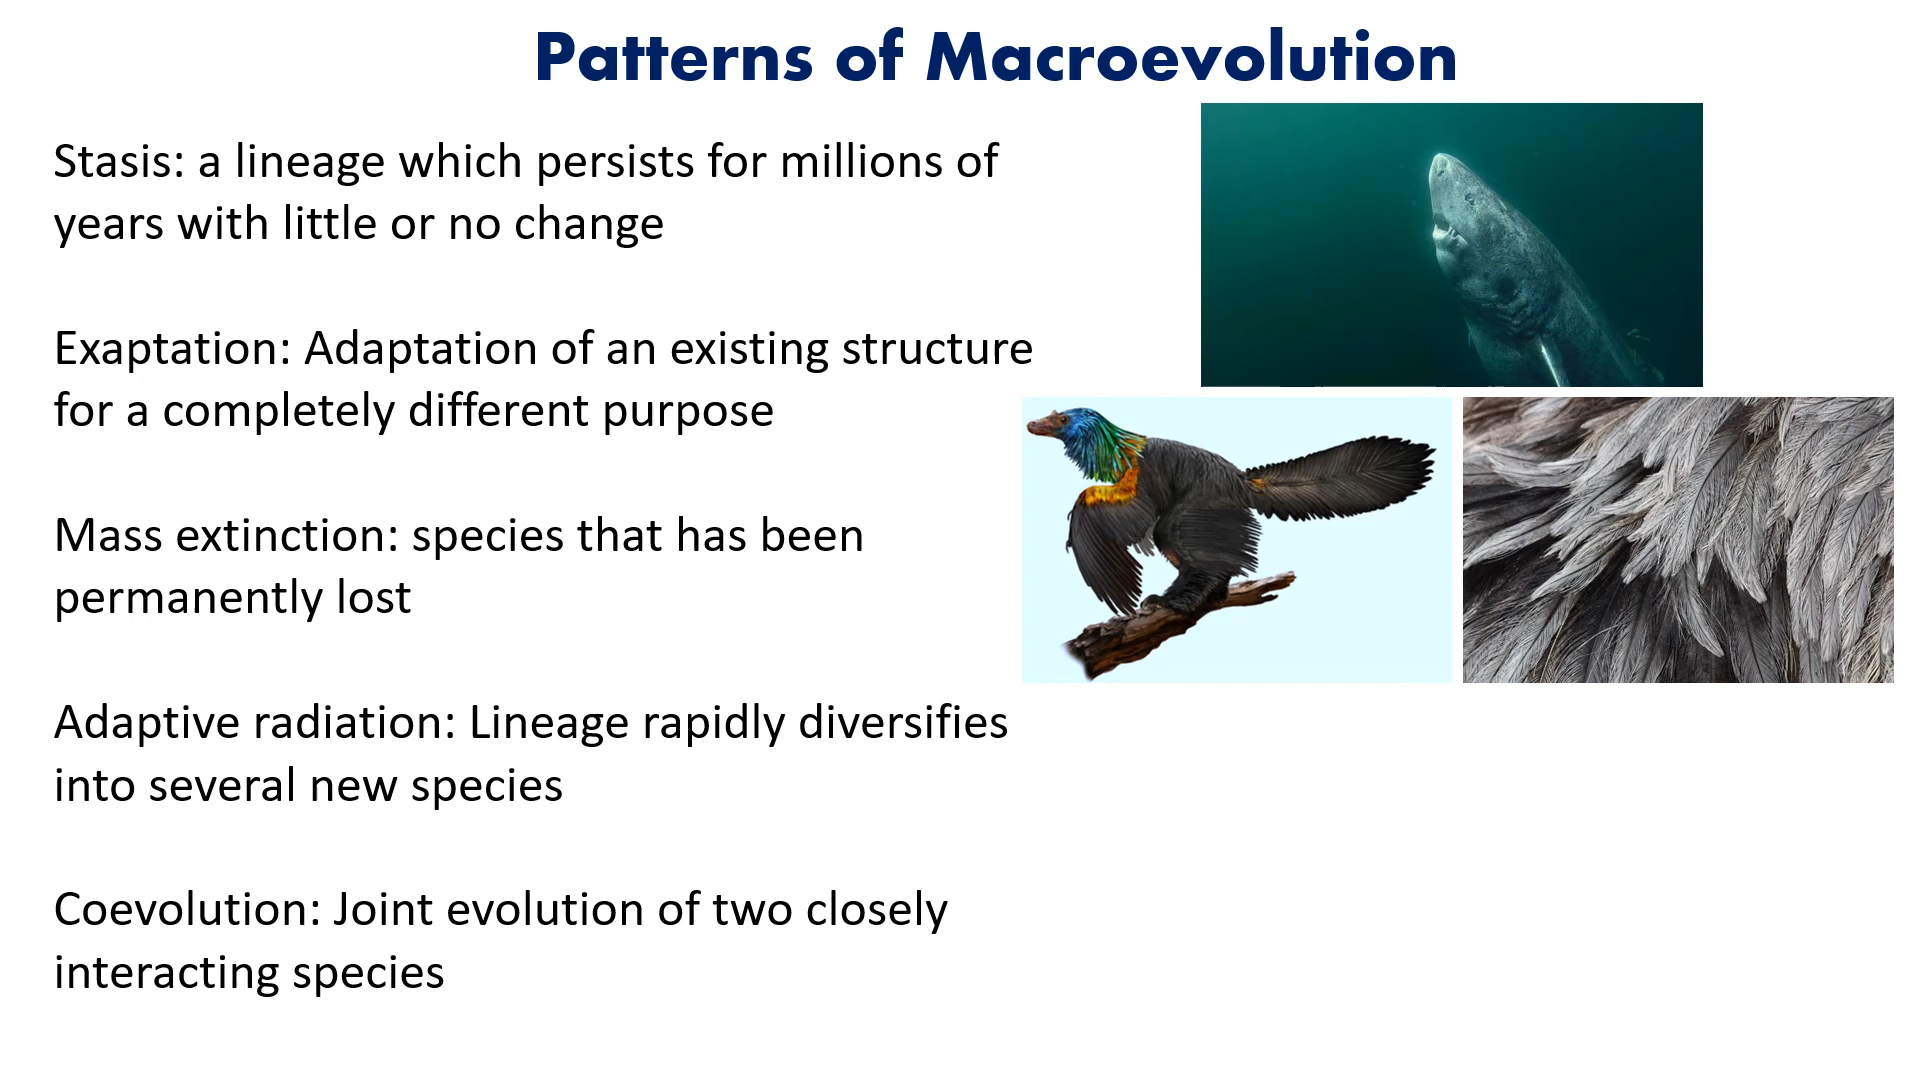 Patterns of Macroevolution
Stasis: a lineage which persists for millions of
years with little or no change
Exaptation: Adaptation of an existing structure
for a completely different purpose
Mass extinction: species that has been
permanently lost
Adaptive radiation: Lineage rapidly diversifies
into several new species
Coevolution: Joint evolution of two closely
interacting species